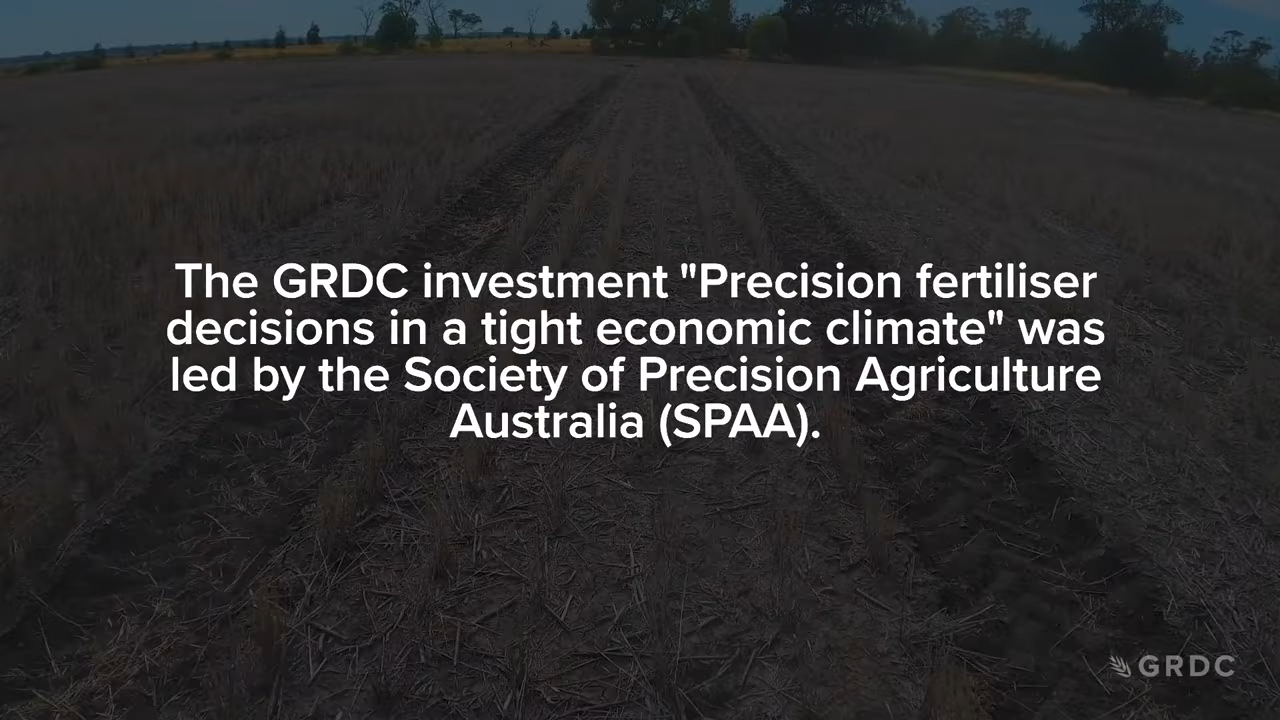 The GRDC investment "Precision fertiliser
decisions in a tight economic climate" was
led by the Society of Precision Agriculture
Australia (SPAA).
GRDC